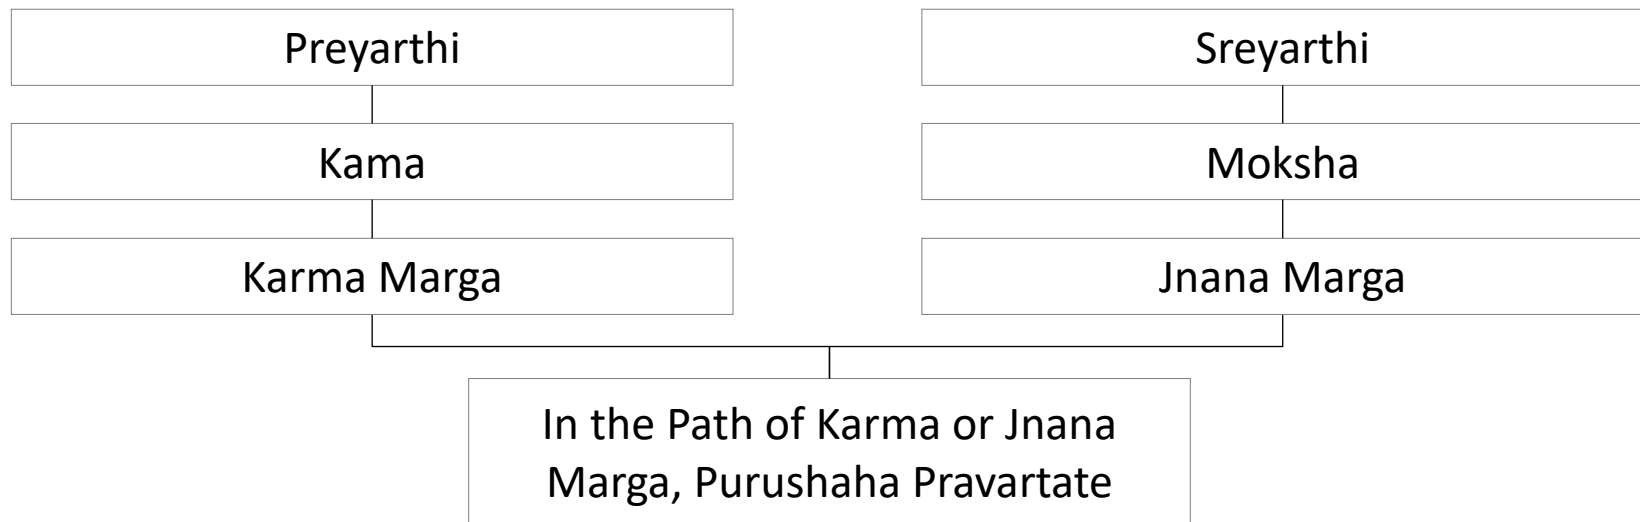 Preyarthi
Sreyarthi
Kama
Moksha
Karma Marga
Jnana Marga
In the Path of Karma or Jnana
Marga, Purushaha Pravartate